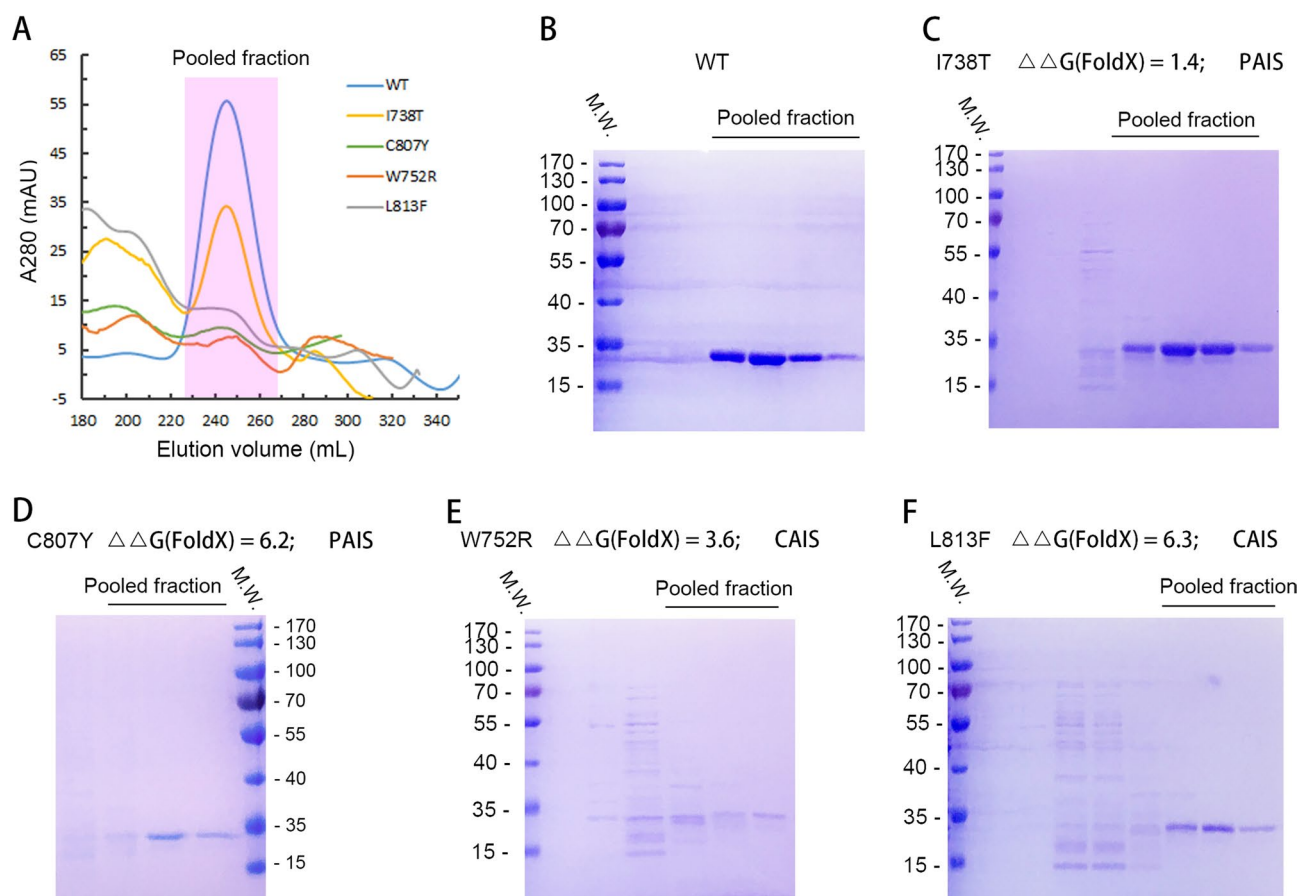 A
Pooled fraction
65
55
45
35
25
15
5
-5
A280 (mAU)
180 200 220 240 260 280 300 320 340
Elution volume (mL)
WT
I738T
C807Y
W752R
L813F
B
WT
M.W.
Pooled fraction
170 -
130 -
100 -
70 -
55 -
40 -
35 -
15 -
C
I738T △△G(FoldX) = 1.4; PAIS
M.W.
Pooled fraction
170 -
130 -
100 -
70 -
55 -
40 -
35 -
15 -
D
C807Y △△G(FoldX) = 6.2; PAIS
Pooled fraction
M.W.
- 170
- 130
- 100
- 70
- 55
- 40
- 35
- 15
E
W752R △△G(FoldX) = 3.6; CAIS
M.W.
Pooled fraction
170 -
130 -
100 -
70 -
55 -
40 -
35 -
15 -
F
L813F △△G(FoldX) = 6.3; CAIS
M.W.
Pooled fraction
170 -
130 -
100 -
70 -
55 -
40 -
35 -
15 -